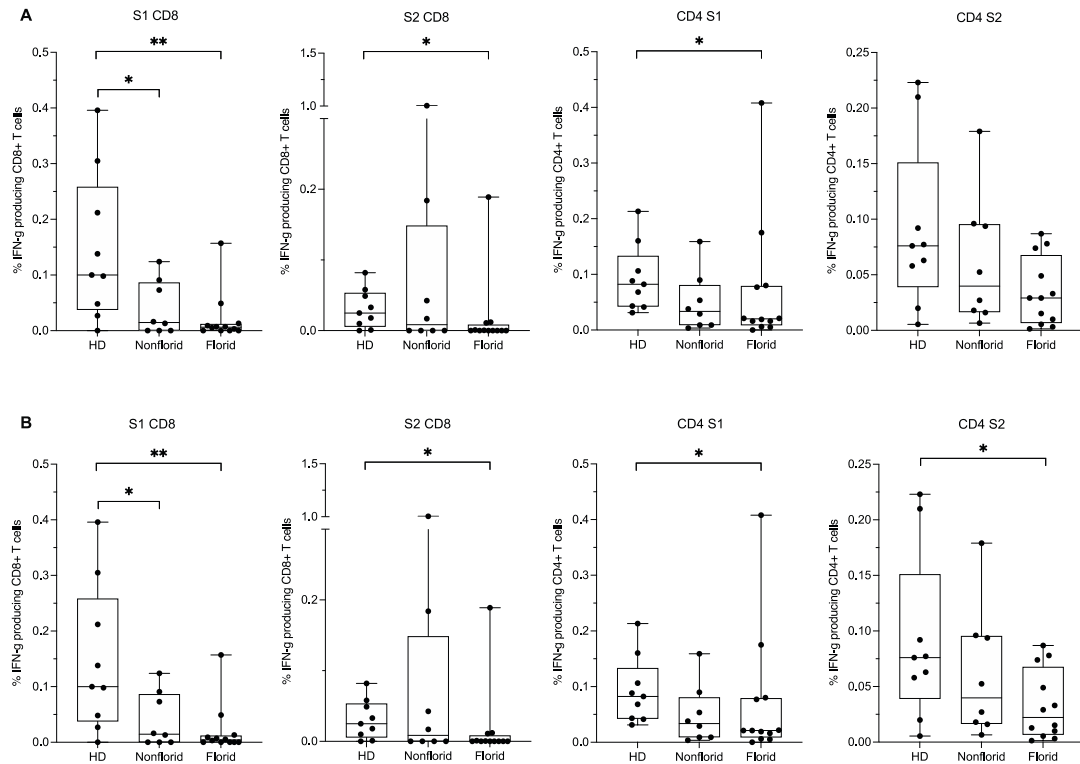 A
S1 CD8
% IFN-g producing CD8+ T cells
0.5
0.4
0.3
0.2
0.1
0.0
**
*
HD
Nonflorid
Florid
S2 CD8
% IFN-g producing CD8+ T cells
1.5
1.0
0.2
0.0
*
HD
Nonflorid
Florid
CD4 S1
% IFN-g producing CD4+ T cells
0.5
0.4
0.3
0.2
0.1
0.0
*
HD
Nonflorid
Florid
CD4 S2
% IFN-g producing CD4+ T cells
0.25
0.20
0.15
0.10
0.05
0.00
HD
Nonflorid
Florid
B
S1 CD8
% IFN-g producing CD8+ T cells
0.5
0.4
0.3
0.2
0.1
0.0
**
*
HD
Nonflorid
Florid
S2 CD8
% IFN-g producing CD8+ T cells
1.5
1.0
0.2
0.0
*
HD
Nonflorid
Florid
CD4 S1
% IFN-g producing CD4+ T cells
0.5
0.4
0.3
0.2
0.1
0.0
*
HD
Nonflorid
Florid
CD4 S2
% IFN-g producing CD4+ T cells
0.25
0.20
0.15
0.10
0.05
0.00
*
HD
Nonflorid
Florid